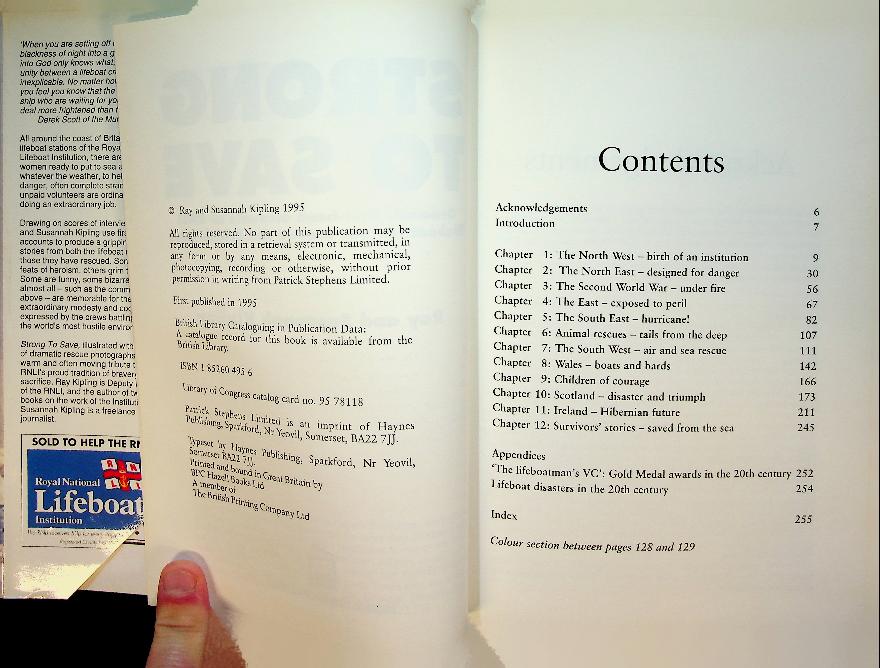 'When you are setting off
blackness of night into a g
into God only knows what,
unity between a lifeboat cr
inexplicable. No matter ho
you feel you know that the
ship who are waiting for yo
deal more frightened than
Derek Scott of the Mu
All around the coast of Brita
lifeboat stations of the Roya
Lifeboat Institution, there are
women ready to put to sea
whatever the weather, to hel
danger, often complete stran
unpaid volunteers are ordina
doing an extraordinary job.
Drawing on scores of intervie
and Susannah Kipling use firs
accounts to produce a grippin
stories from both the lifeboat
those they have rescued. Som
feats of heroism, others grim t
Some are funny, some bizarre
almost all – such as the comm
above – are memorable for the
extraordinary modesty and
expressed by the crews battling
the world's most hostile environ
Strong To Save, illustrated with
of dramatic rescue photographs
warm and often moving tribute t
RNLI's proud tradition of braver
sacrifice. Ray Kipling is Deputy
of the RNLI, and the author of tw
books on the work of the Institut
Susannah Kipling is a freelance
journalist.
SOLD TO HELP THE RN
Royal National
Lifeboat
Institution
STRONG
TO SAVE
© Ray and Susannah Kipling 1995
All rights reserved. No part of this publication may be
reproduced, stored in a retrieval system or transmitted, in
any form or by any means, electronic, mechanical,
photocopying, recording or otherwise, without prior
permission in writing from Patrick Stephens Limited.
First published in 1995
British Library Cataloguing in Publication Data:
A catalogue record for this book is available from the
British Library.
ISBN 1 85260 495 6
Library of Congress catalog card no. 95 78118
Patrick Stephens Limited is an imprint of Haynes
Publishing, Sparkford, Nr Yeovil, Somerset, BA22 7JJ.
Typeset by Haynes Publishing, Sparkford, Nr Yeovil,
Somerset BA22 7JJ.
Printed and bound in Great Britain by
BPC Hazell Books Ltd
A member of
The British Printing Company Ltd
Contents
Acknowledgements 6
Introduction 7
Chapter 1: The North West – birth of an institution 9
Chapter 2: The North East – designed for danger 30
Chapter 3: The Second World War – under fire 56
Chapter 4: The East – exposed to peril 67
Chapter 5: The South East – hurricane! 82
Chapter 6: Animal rescues – tails from the deep 107
Chapter 7: The South West – air and sea rescue 111
Chapter 8: Wales – boats and bards 142
Chapter 9: Children of courage 166
Chapter 10: Scotland – disaster and triumph 173
Chapter 11: Ireland – Hibernian future 211
Chapter 12: Survivors' stories – saved from the sea 245
Appendices
'The lifeboatman's VC': Gold Medal awards in the 20th century 252
Lifeboat disasters in the 20th century 254
Index 255
Colour section between pages 128 and 129